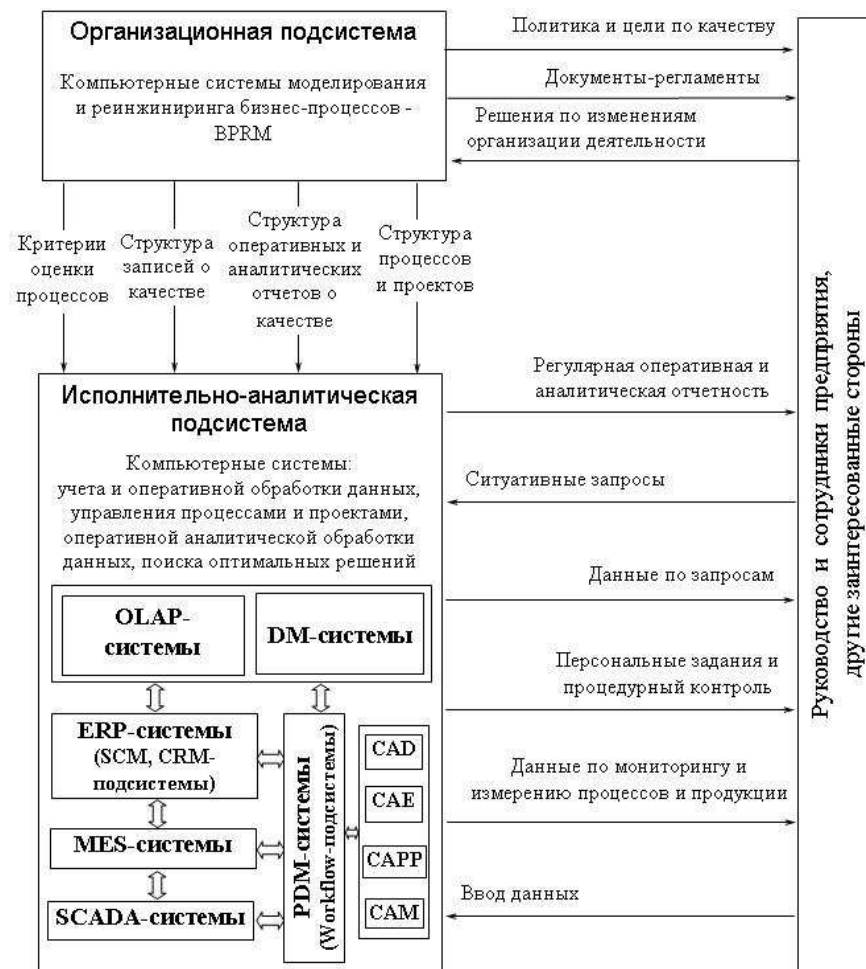 Организационная подсистема
Компьютерные системы моделирования
и реинжиниринга бизнес-процессов -
BPRM
Политика и цели по качеству
Документы-регламенты
Решения по изменениям
организации деятельности
Критерии
оценки
процессов
Структура
записей о
качестве
Структура
оперативных и
аналитических
отчетов о
качестве
Структура
процессов
и проектов
Исполнительно-аналитическая
подсистема
Компьютерные системы:
учета и оперативной обработки данных,
управления процессами и проектами,
оперативной аналитической обработки
данных, поиска оптимальных решений
OLAP-
системы
DM-системы
ERP-системы
(SCM, CRM-
подсистемы)
MES-системы
SCADA-системы
PDM-системы
(Workflow-подсистемы)
CAD
CAE
CAPP
CAM
Регулярная оперативная и
аналитическая отчетность
Ситуативные запросы
Данные по запросам
Персональные задания и
процедурный контроль
Данные по мониторингу и
измерению процессов и продукции
Ввод данных
Руководство и сотрудники предприятия,
другие заинтересованные стороны